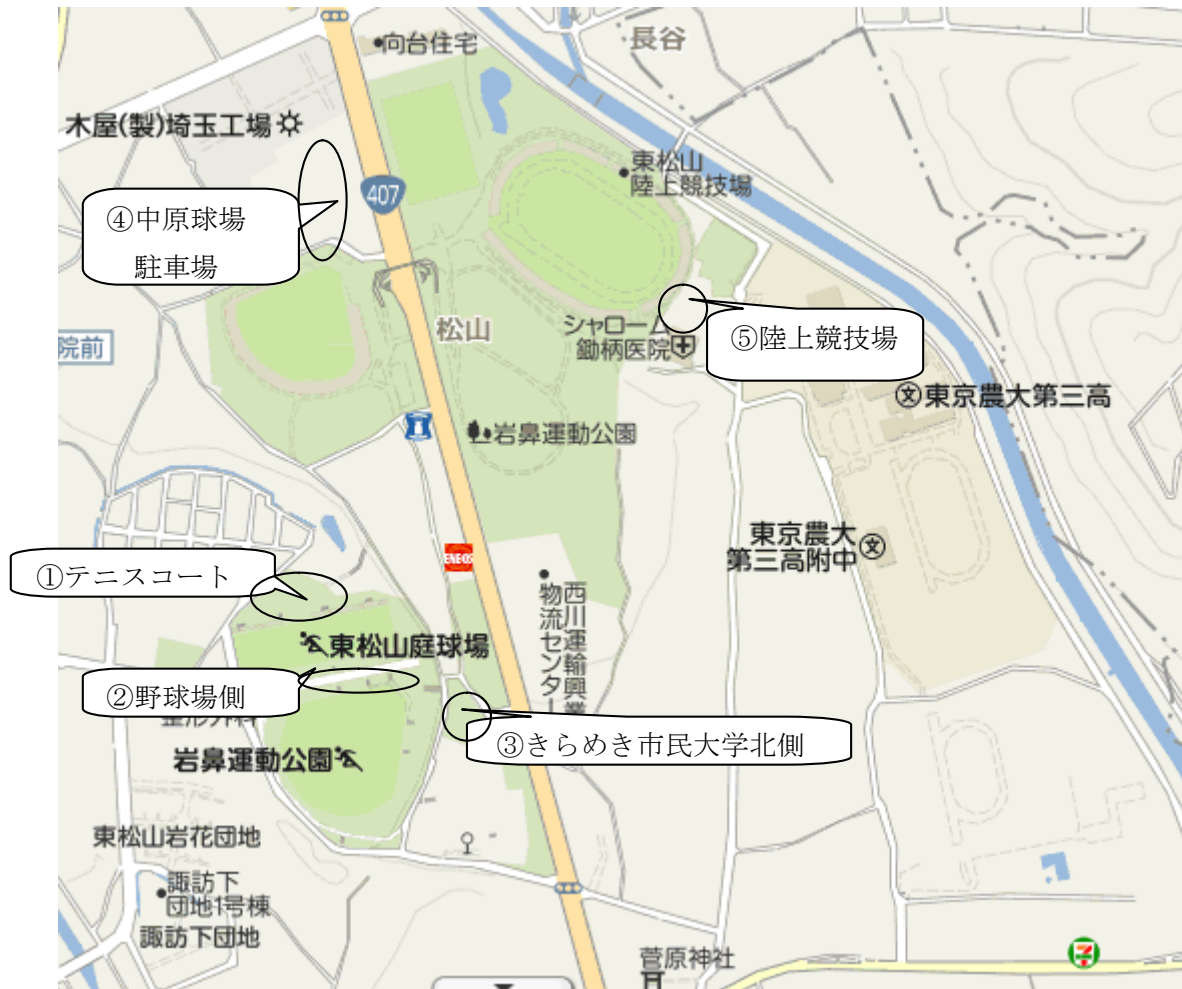 向台住宅
長谷
木屋(製)埼玉工場
東松山
陸上競技場
407
④中原球場
駐車場
松山
シャローム
鋤柄医院
⑤陸上競技場
院前
東京農大第三高
岩鼻運動公園
東京農大
第三高附中
ENEOS
①テニスコート
西川運輸興業
物流センター
東松山庭球場
②野球場側
整形外科
③きらめき市民大学北側
岩鼻運動公園
東松山岩花団地
諏訪下
団地1号棟
諏訪下団地
菅原神社
7